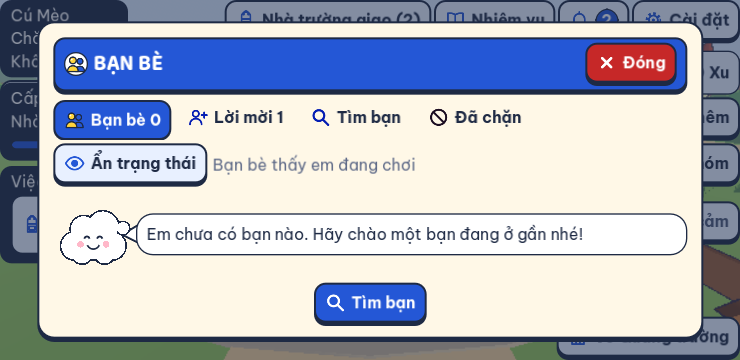 Cú Mèo
Nhà trường giao (2)
Nhiệm vụ
2
Cài đặt
BẠN BÈ
Đóng
Xu
Bạn bè 0
Lời mời 1
Tìm bạn
Đã chặn
Ẩn trạng thái
Bạn bè thấy em đang chơi
Em chưa có bạn nào. Hãy chào một bạn đang ở gần nhé!
Tìm bạn